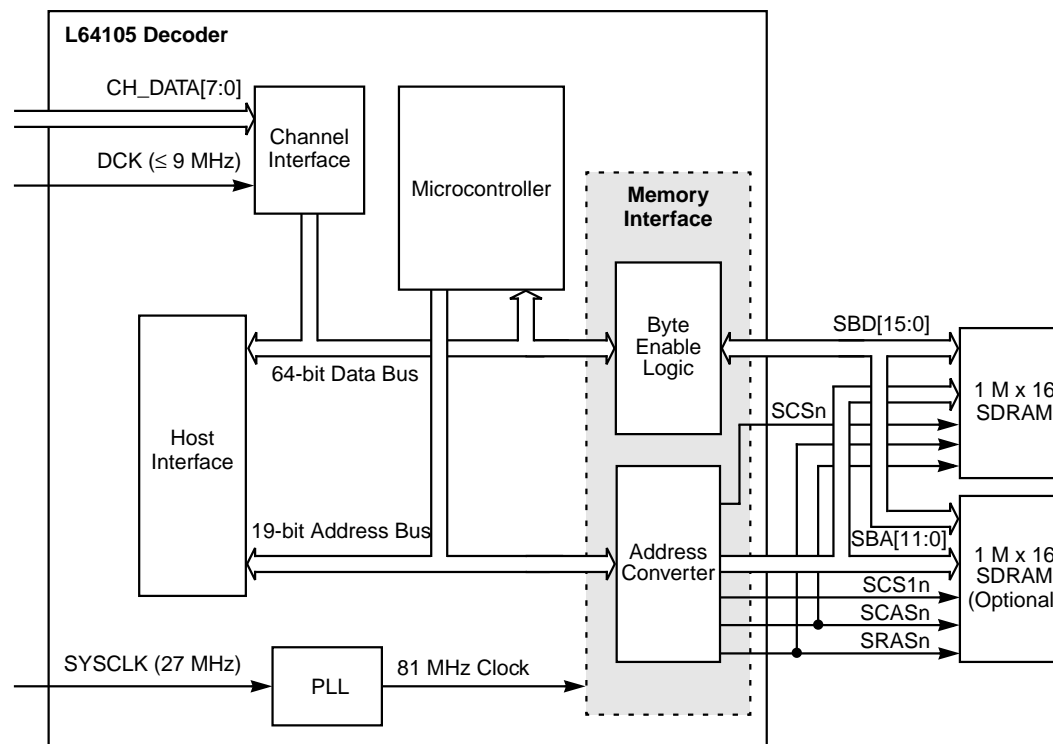 L64105 Decoder
CH_DATA[7:0]
DCK (≤ 9 MHz)
Channel
Interface
Microcontroller
Memory
Interface
Byte
Enable
Logic
SBD[15:0]
64-bit Data Bus
SCSn
1 M x 16
SDRAM
Host
Interface
19-bit Address Bus
Address
Converter
SBA[11:0]
1 M x 16
SDRAM
(Optional
SCS1n
SCASn
SRASn
SYSCLK (27 MHz)
PLL
81 MHz Clock